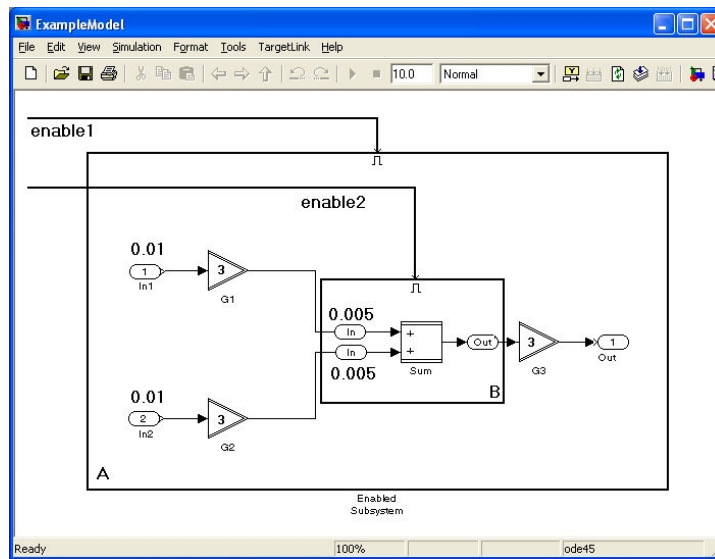 ExampleModel
File Edit View Simulation Format Tools TargetLink Help
10.0 Normal
enable1
enable2
0.01
1
In1
3
G1
0.005
In
+
In
+
0.005
Sum
Out
B
3
G3
1
Out
0.01
2
In2
3
G2
A
Enabled
Subsystem
Ready 100% ode45